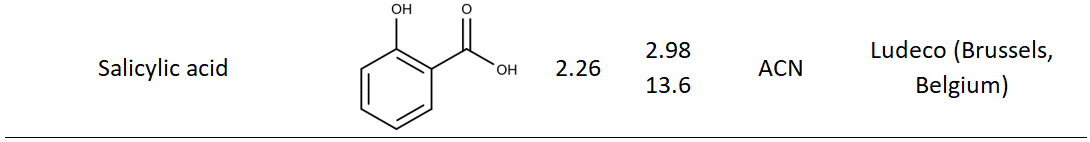 OH O
2.98 Ludeco (Brussels,
Salicylic acid OH 2.26 ACN
13.6 Belgium)